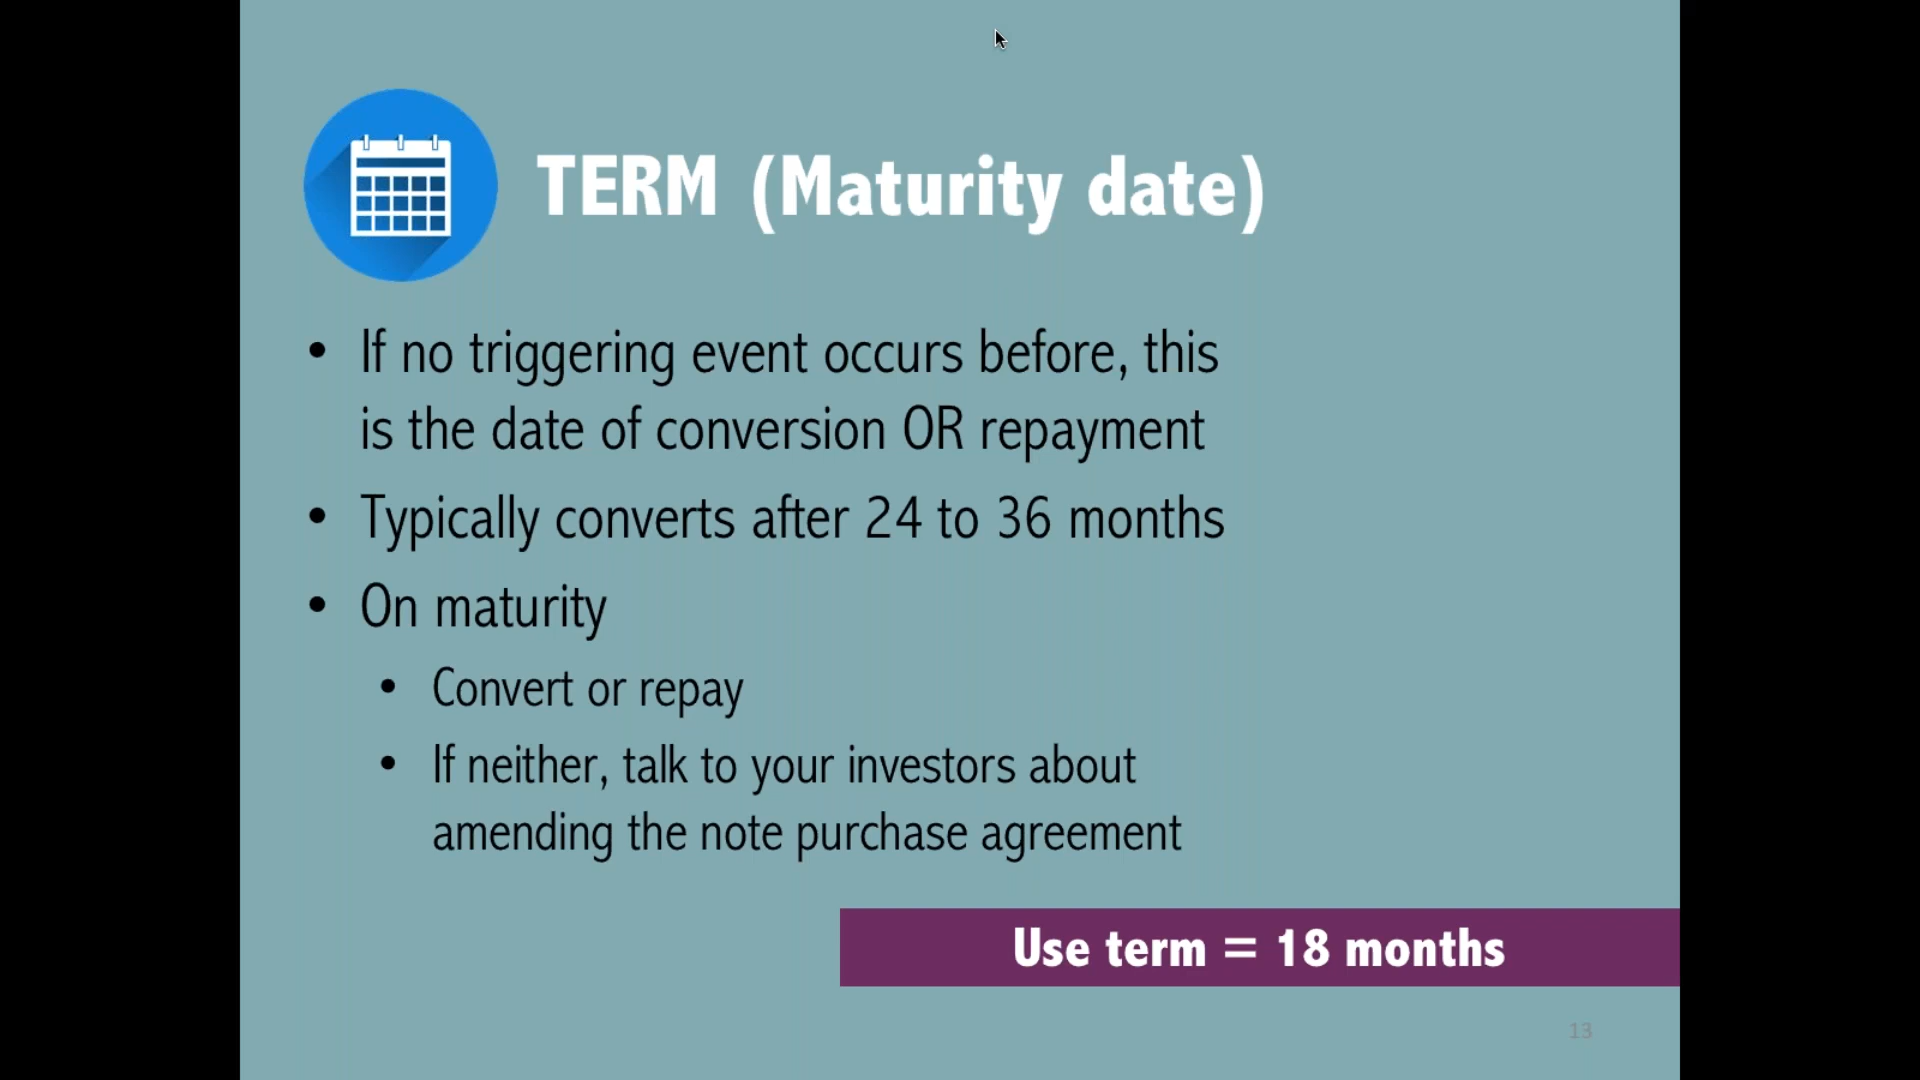 TERM (Maturity date)
• If no triggering event occurs before, this
is the date of conversion OR repayment
• Typically converts after 24 to 36 months
• On maturity
• Convert or repay
• If neither, talk to your investors about
amending the note purchase agreement
Use term = 18 months
13